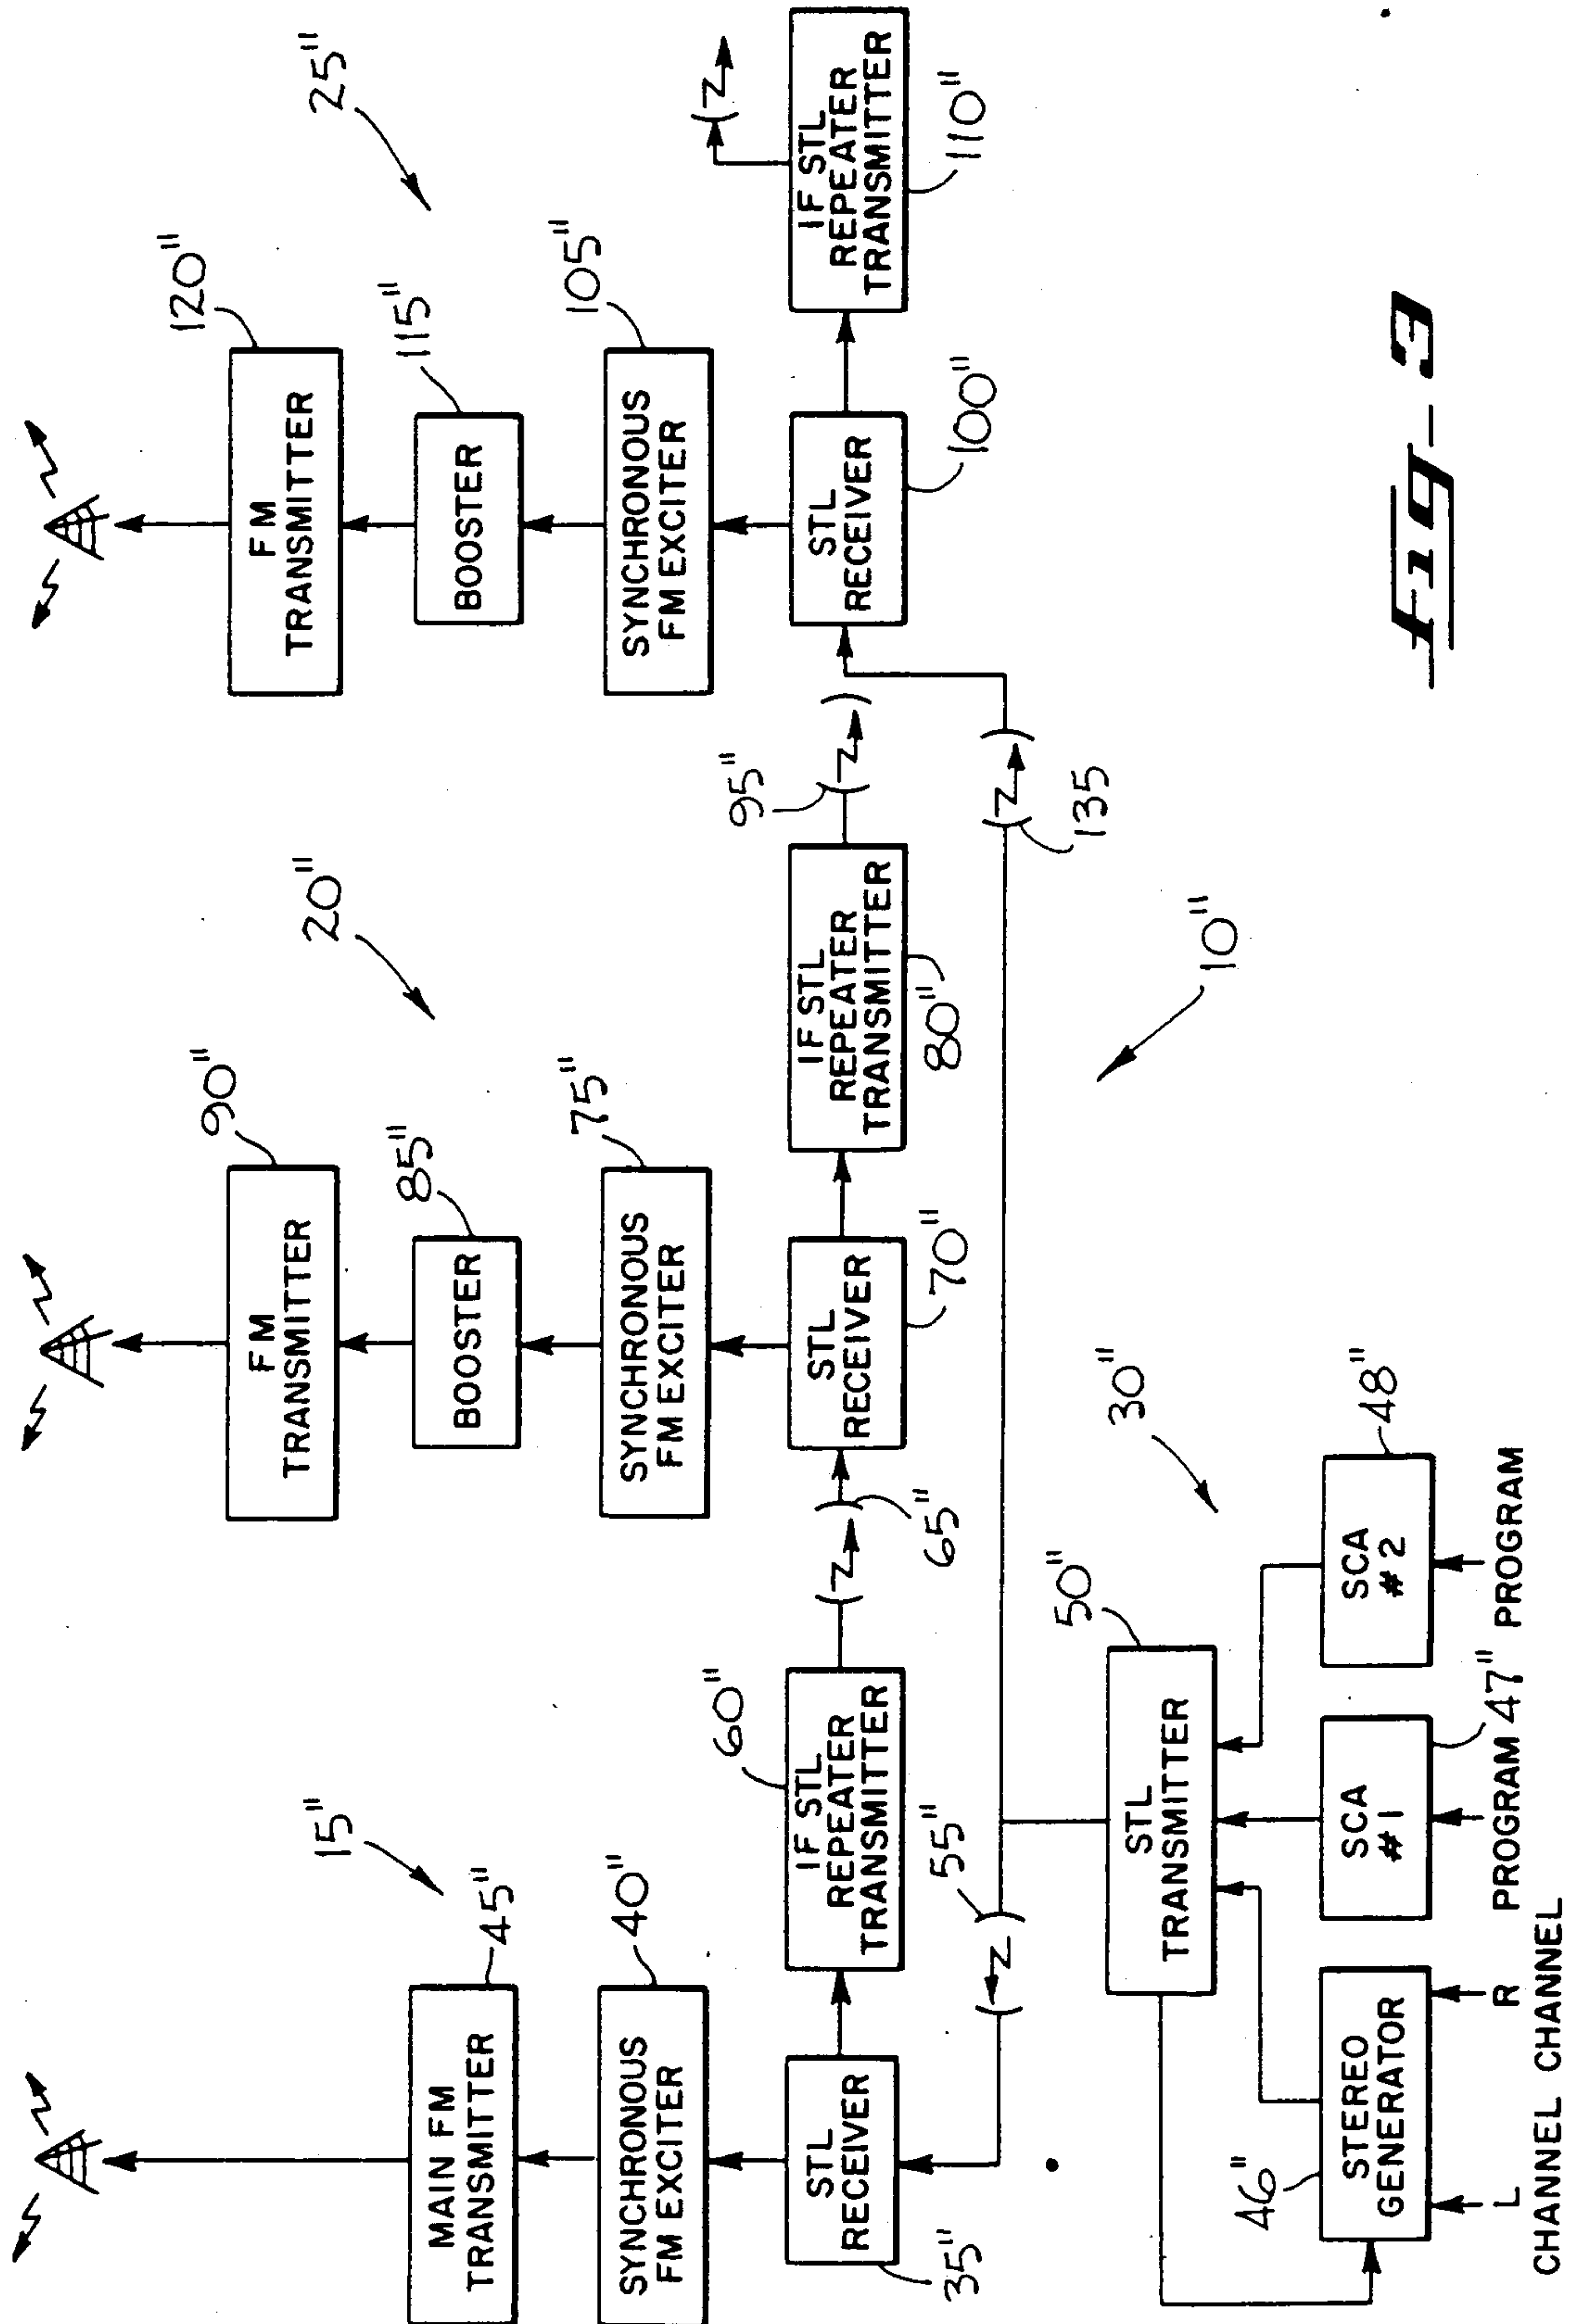 15"
20"
25"
MAIN FM
TRANSMITTER
45"
FM
TRANSMITTER
90"
FM
TRANSMITTER
120"
BOOSTER
85"
BOOSTER
115"
SYNCHRONOUS
FM EXCITER
40"
SYNCHRONOUS
FM EXCITER
75"
SYNCHRONOUS
FM EXCITER
105"
STL
RECEIVER
35"
IF STL
REPEATER
TRANSMITTER
60"
65"
STL
RECEIVER
70"
IF STL
REPEATER
TRANSMITTER
80"
95"
STL
RECEIVER
100"
IF STL
REPEATER
TRANSMITTER
110"
55"
135
10"
30"
STL
TRANSMITTER
50"
STEREO
GENERATOR
46"
SCA
#1
47"
SCA
#2
48"
L
R
PROGRAM
PROGRAM
CHANNEL CHANNEL
Fig-3